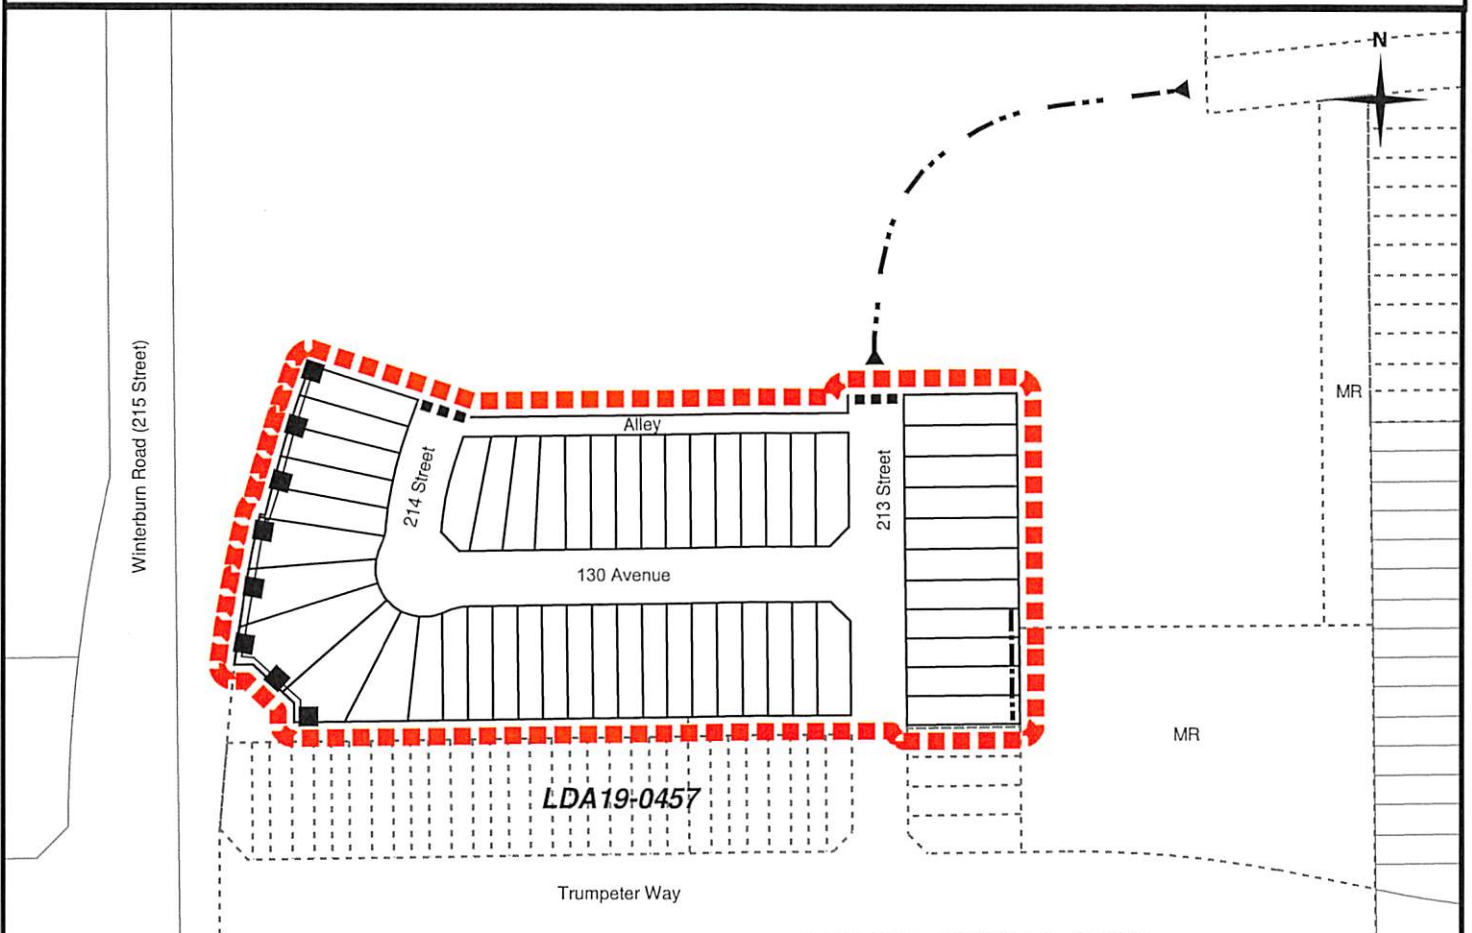 N
MR
Winterburn Road (215 Street)
Alley
214 Street
213 Street
130 Avenue
MR
LDA19-0457
Trumpeter Way